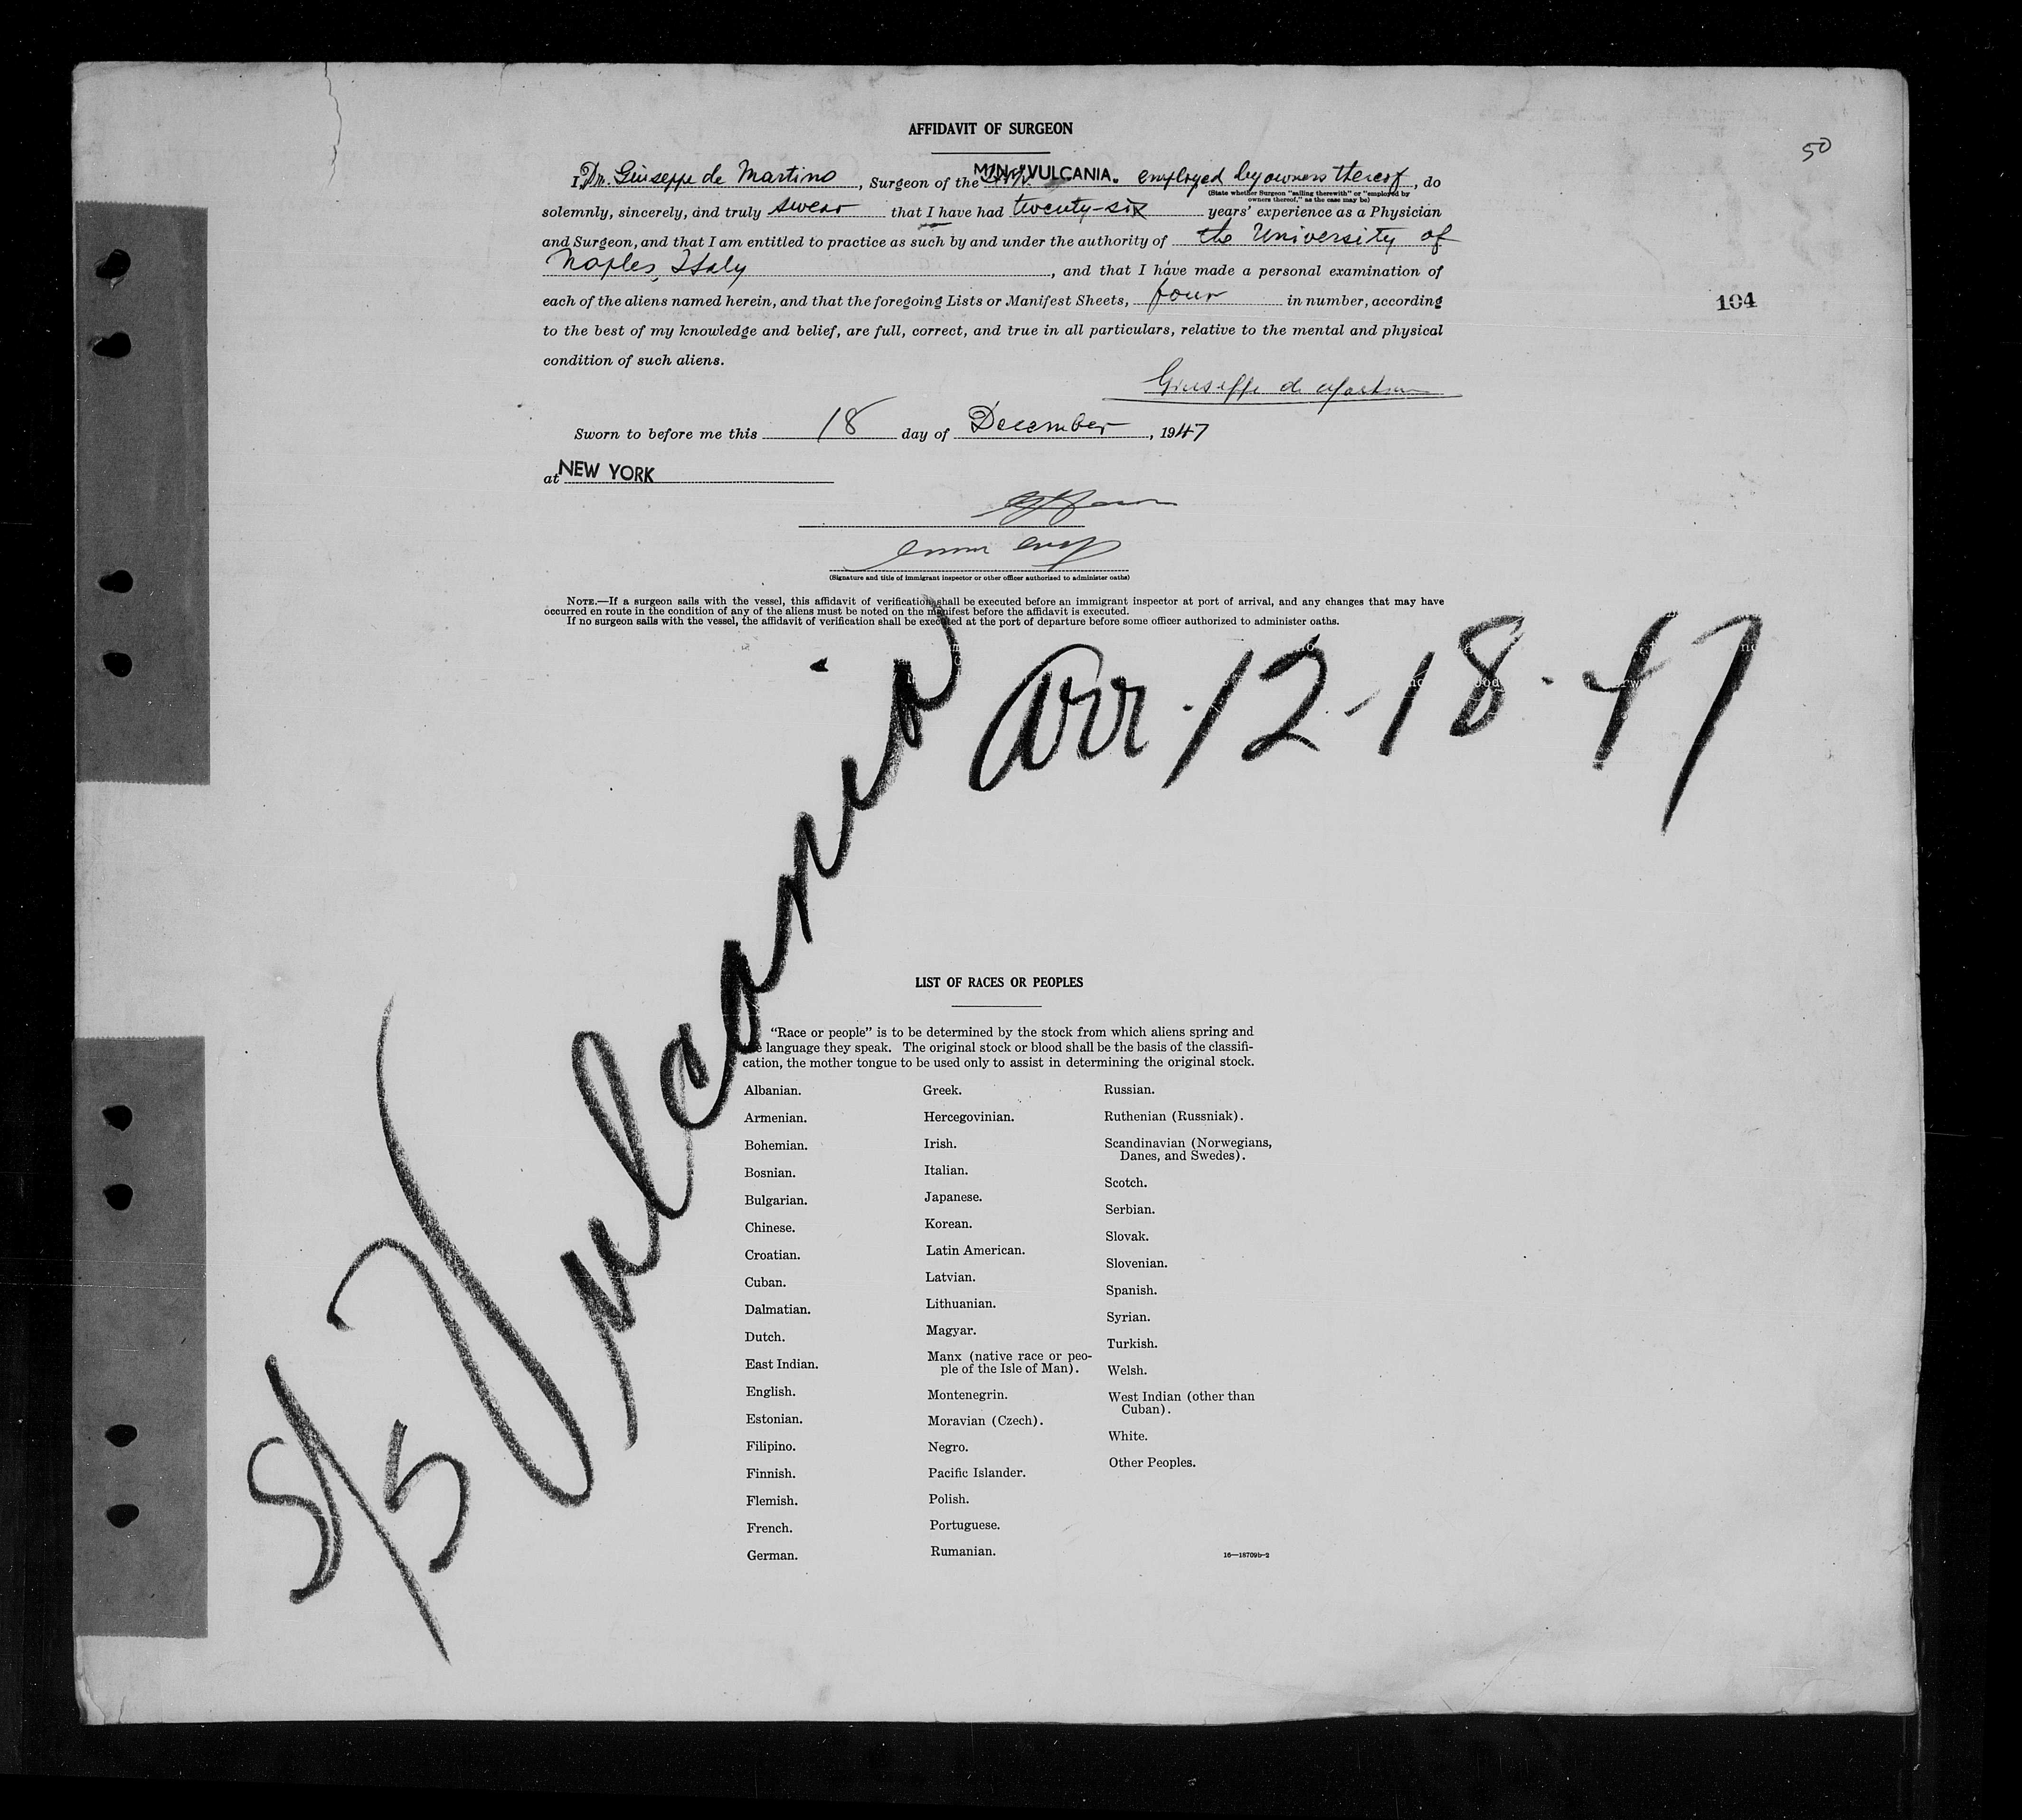 AFFIDAVIT OF SURGEON
50
I, Dr. Giuseppe de Martino, Surgeon of the M/N "VULCANIA. employed by owners thereof, do
(State whether Surgeon "sailing therewith" or "employed by
owners thereof," as the case may be)
solemnly, sincerely, and truly swear that I have had twenty-six years' experience as a Physician
and Surgeon, and that I am entitled to practice as such by and under the authority of the University of
Naples, Italy, and that I have made a personal examination of
each of the aliens named herein, and that the foregoing Lists or Manifest Sheets, four in number, according
104
to the best of my knowledge and belief, are full, correct, and true in all particulars, relative to the mental and physical
condition of such aliens.
Giuseppe de Martino
Sworn to before me this 18 day of December, 1947
at NEW YORK
(Signature and title of immigrant inspector or other officer authorized to administer oaths)
NOTE.—If a surgeon sails with the vessel, this affidavit of verification shall be executed before an immigrant inspector at port of arrival, and any changes that may have
occurred en route in the condition of any of the aliens must be noted on the manifest before the affidavit is executed.
If no surgeon sails with the vessel, the affidavit of verification shall be executed at the port of departure before some officer authorized to administer oaths.
S/S Vulcania
Arr. 12-18-47
LIST OF RACES OR PEOPLES
"Race or people" is to be determined by the stock from which aliens spring and
language they speak. The original stock or blood shall be the basis of the classifi-
cation, the mother tongue to be used only to assist in determining the original stock.
Albanian.
Armenian.
Bohemian.
Bosnian.
Bulgarian.
Chinese.
Croatian.
Cuban.
Dalmatian.
Dutch.
East Indian.
English.
Estonian.
Filipino.
Finnish.
Flemish.
French.
German.
Greek.
Hercegovinian.
Irish.
Italian.
Japanese.
Korean.
Latin American.
Latvian.
Lithuanian.
Magyar.
Manx (native race or peo-
ple of the Isle of Man).
Montenegrin.
Moravian (Czech).
Negro.
Pacific Islander.
Polish.
Portuguese.
Rumanian.
Russian.
Ruthenian (Russniak).
Scandinavian (Norwegians,
Danes, and Swedes).
Scotch.
Serbian.
Slovak.
Slovenian.
Spanish.
Syrian.
Turkish.
Welsh.
West Indian (other than
Cuban).
White.
Other Peoples.
16—18709b-2